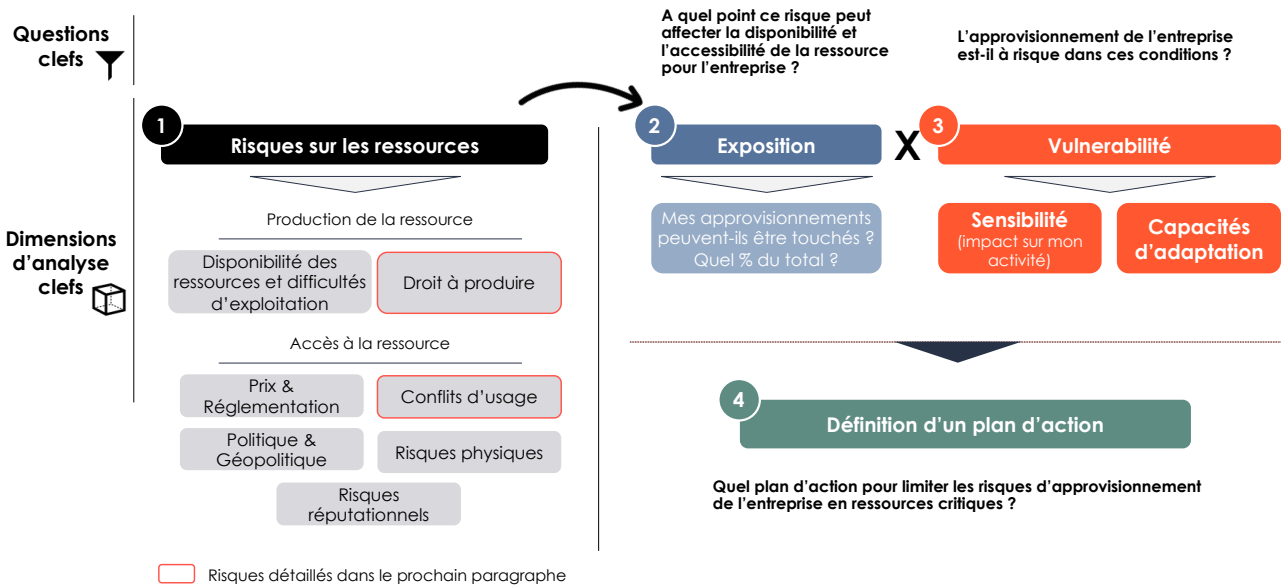 Questions
clefs
A quel point ce risque peut
affecter la disponibilité et
l'accessibilité de la ressource
pour l'entreprise ?
L'approvisionnement de l'entreprise
est-il à risque dans ces conditions ?
Dimensions
d'analyse
clefs
1
Risques sur les ressources
Production de la ressource
Disponibilité des
ressources et difficultés
d'exploitation
Droit à produire
Accès à la ressource
Prix &
Réglementation
Conflits d'usage
Politique &
Géopolitique
Risques physiques
Risques
réputationnels
Risques détaillés dans le prochain paragraphe
2
Exposition
Mes approvisionnements
peuvent-ils être touchés ?
Quel % du total ?
X
3
Vulnerabilité
Sensibilité
(impact sur mon
activité)
Capacités
d'adaptation
4
Définition d'un plan d'action
Quel plan d'action pour limiter les risques d'approvisionnement
de l'entreprise en ressources critiques ?